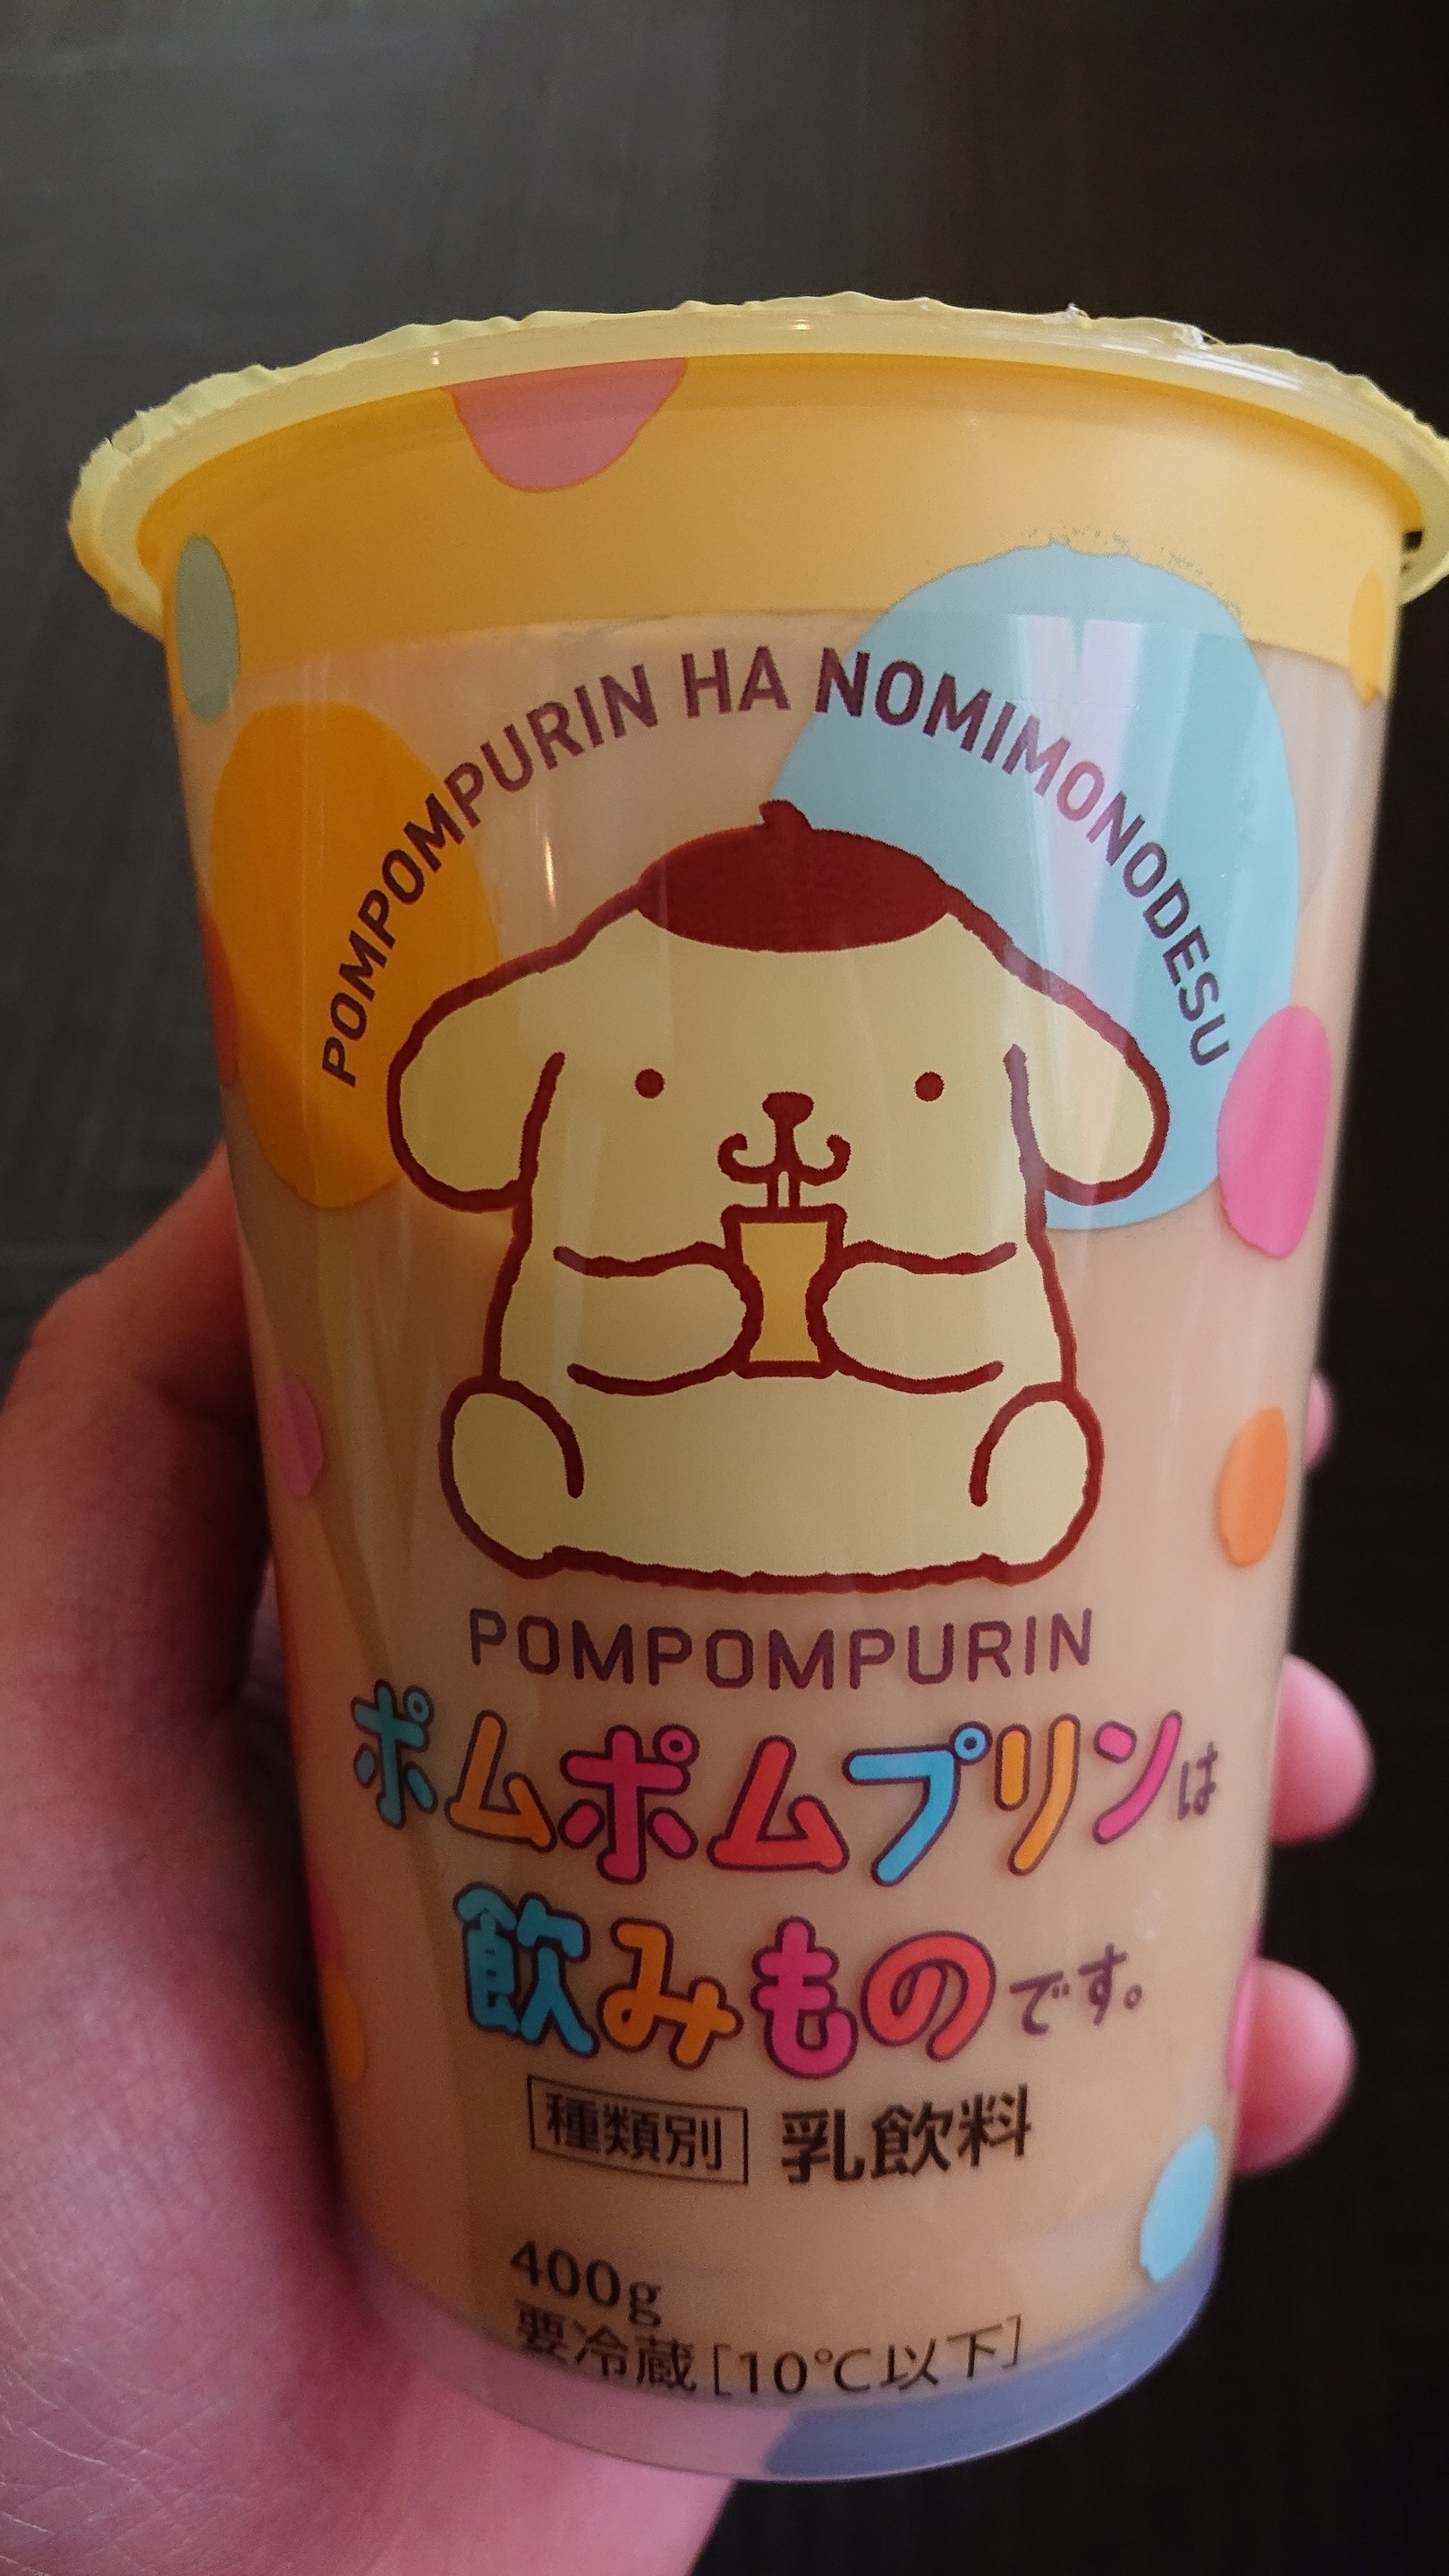 POMPOMPURIN HA NOMIMONODESU
POMPOMPURIN
ポムポムプリンは
飲みものです。
種類別 乳飲料
400g
要冷蔵[10℃以下]